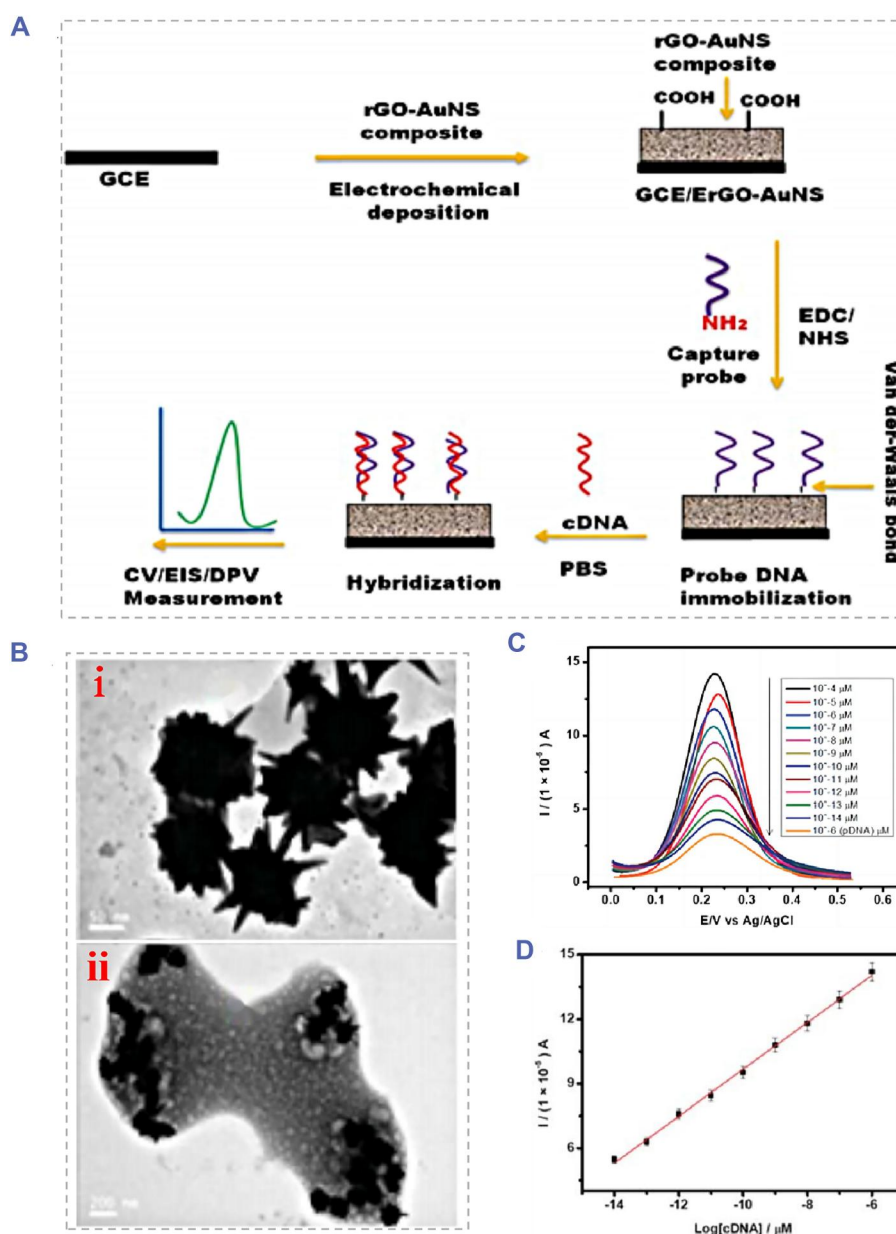 A
rGO-AuNS
composite
COOH
COOH
rGO-AuNS
composite
GCE
Electrochemical
deposition
GCE/ErGO-AuNS
NH₂
EDC/
NHS
Capture
probe
Van der-Waals bond
cDNA
PBS
CV/EIS/DPV
Measurement
Hybridization
Probe DNA
immobilization
B
i
ii
200 nm
C
15
10
5
0
I / (1 × 10⁻⁵) A
10^-4 µM
10^-5 µM
10^-6 µM
10^-7 µM
10^-8 µM
10^-9 µM
10^-10 µM
10^-11 µM
10^-12 µM
10^-13 µM
10^-14 µM
10^-6 (pDNA) µM
0.0 0.1 0.2 0.3 0.4 0.5 0.6
E/V vs Ag/AgCl
D
15
12
9
6
I / (1 × 10⁻⁵) A
-14 -12 -10 -8 -6
Log[cDNA] / µM